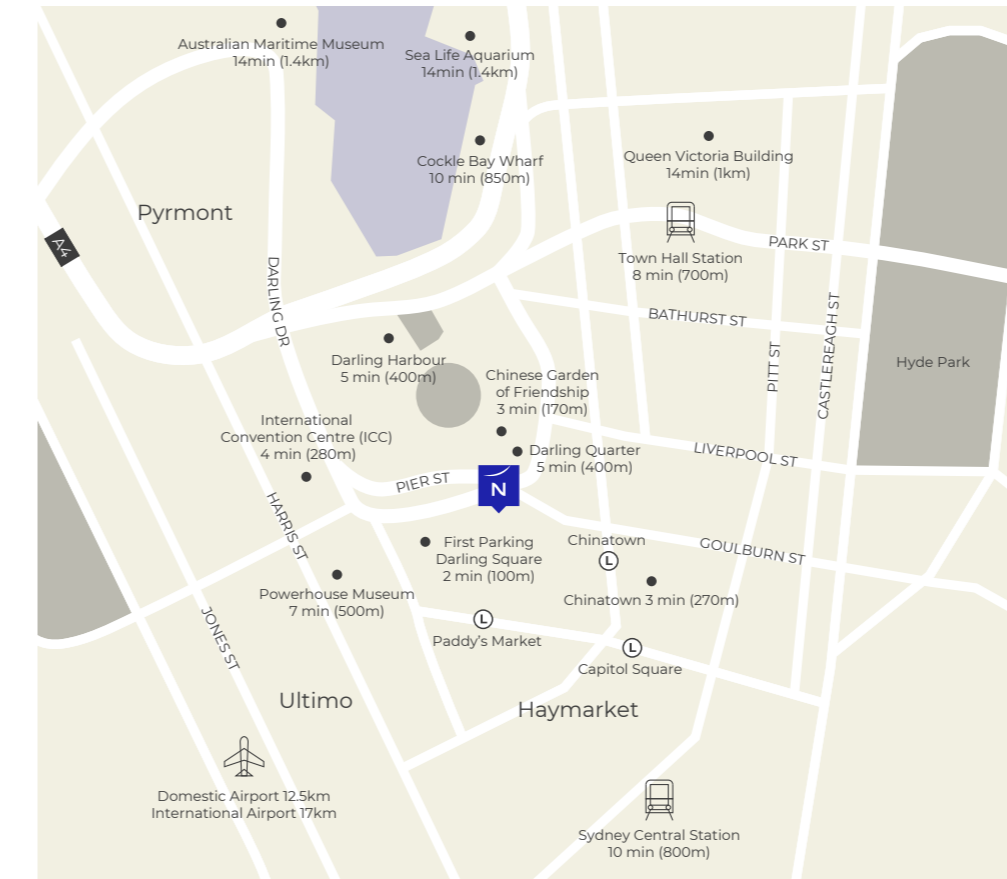 Australian Maritime Museum
14min (1.4km)
Sea Life Aquarium
14min (1.4km)
Cockle Bay Wharf
10 min (850m)
Queen Victoria Building
14min (1km)
Pyrmont
A4
Town Hall Station
8 min (700m)
PARK ST
DARLING DR
BATHURST ST
PITT ST
CASTLEREAGH ST
Hyde Park
Darling Harbour
5 min (400m)
Chinese Garden
of Friendship
3 min (170m)
International
Convention Centre (ICC)
4 min (280m)
Darling Quarter
5 min (400m)
LIVERPOOL ST
PIER ST
N
HARRIS ST
First Parking
Darling Square
2 min (100m)
Chinatown
L
GOULBURN ST
Powerhouse Museum
7 min (500m)
Chinatown 3 min (270m)
L
Paddy's Market
JONES ST
L
Capitol Square
Ultimo
Haymarket
Domestic Airport 12.5km
International Airport 17km
Sydney Central Station
10 min (800m)